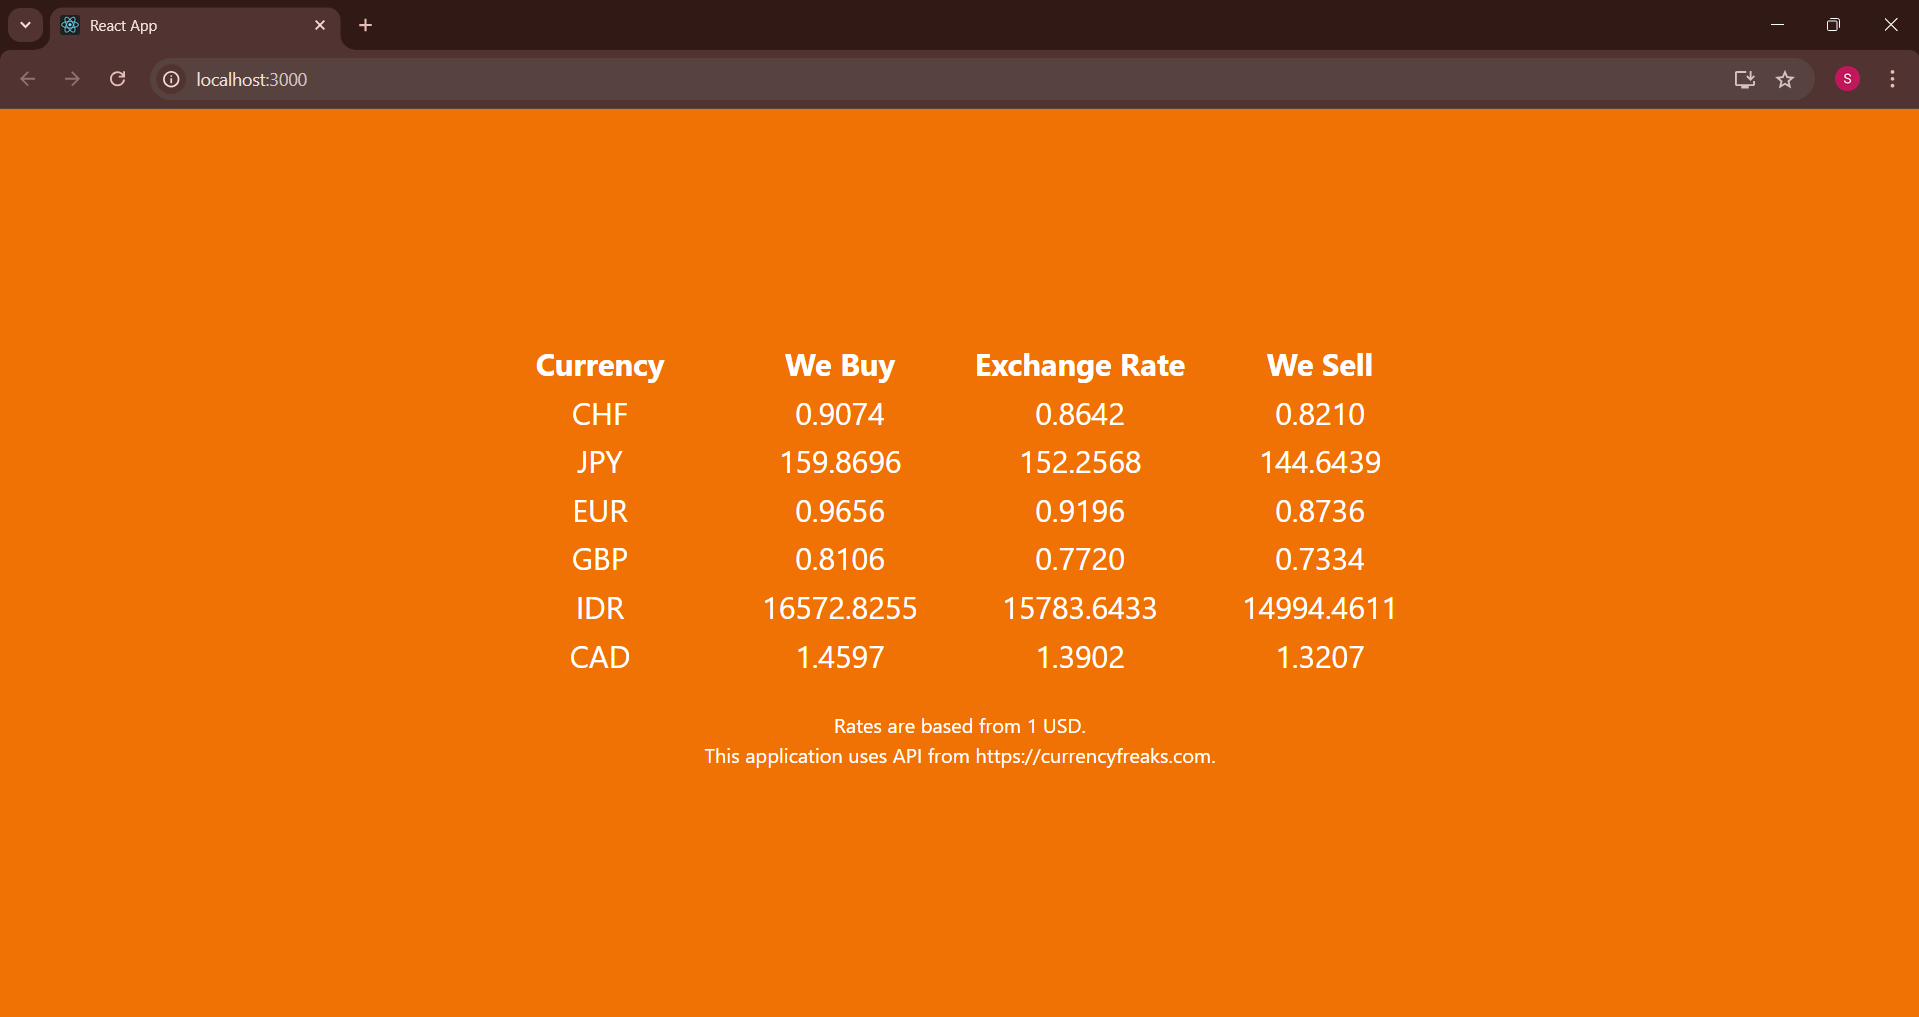 React App
localhost:3000
S
Currency We Buy Exchange Rate We Sell
CHF 0.9074 0.8642 0.8210
JPY 159.8696 152.2568 144.6439
EUR 0.9656 0.9196 0.8736
GBP 0.8106 0.7720 0.7334
IDR 16572.8255 15783.6433 14994.4611
CAD 1.4597 1.3902 1.3207
Rates are based from 1 USD.
This application uses API from https://currencyfreaks.com.